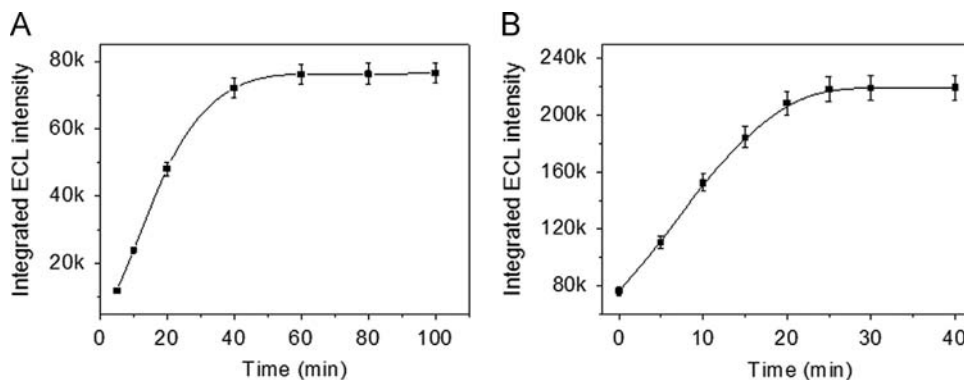 A
Integrated ECL intensity
80k
60k
40k
20k
0 20 40 60 80 100
Time (min)
B
Integrated ECL intensity
240k
200k
160k
120k
80k
0 10 20 30 40
Time (min)